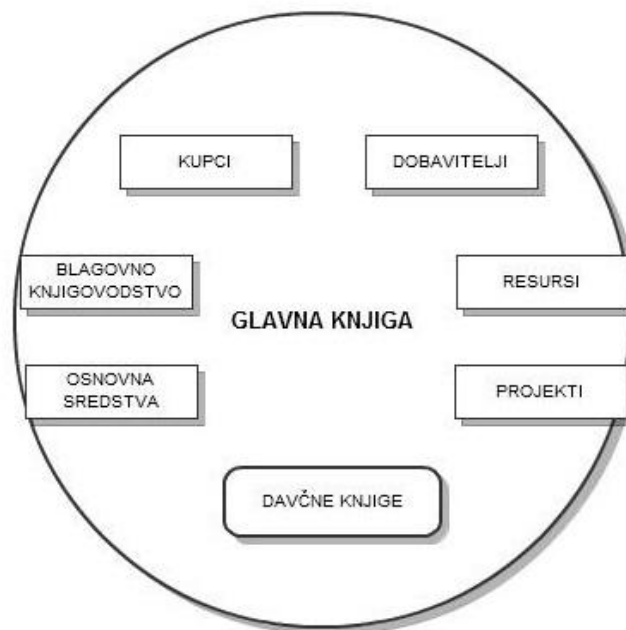 KUPCI
DOBAVITELJI
BLAGOVNO
KNJIGOVODSTVO
RESURSI
GLAVNA KNJIGA
OSNOVNA
SREDSTVA
PROJEKTI
DAVČNE KNJIGE